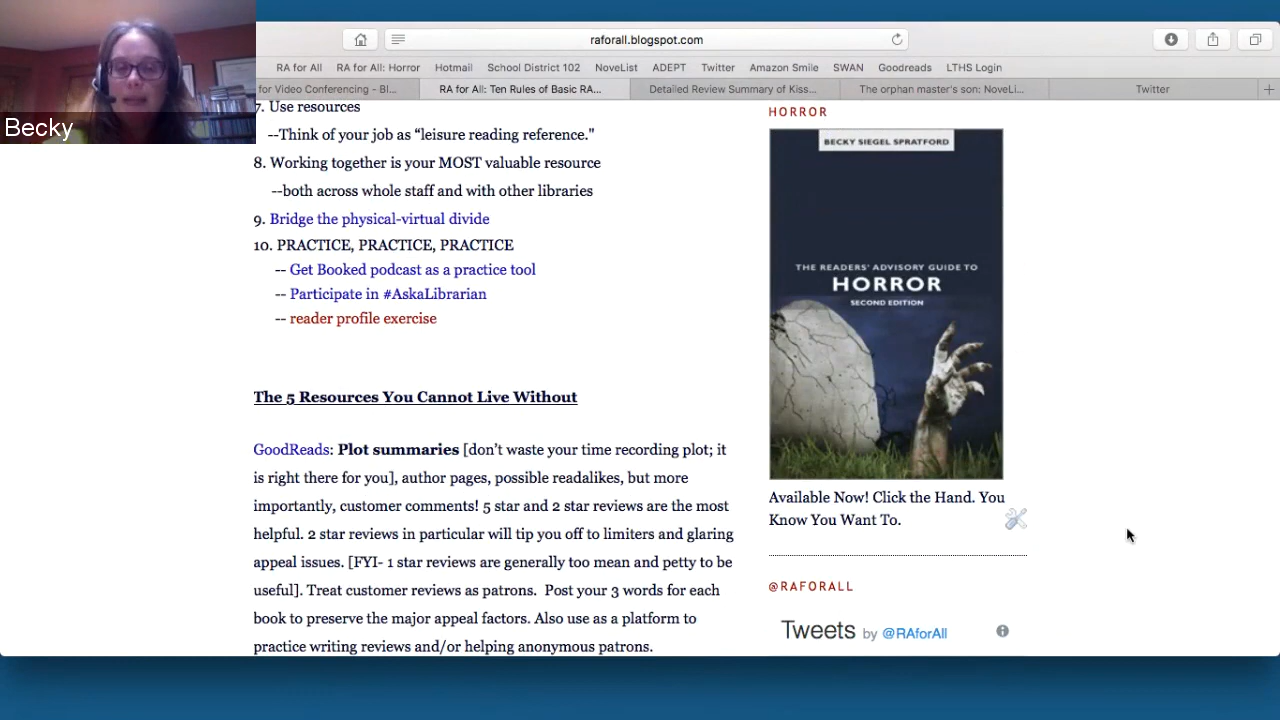 raforall.blogspot.com
RA for All
RA for All: Horror
Hotmail
School District 102
NoveList
ADEPT
Twitter
Amazon Smile
SWAN
Goodreads
LTHS Login
for Video Conferencing - Bl...
RA for All: Ten Rules of Basic RA...
Detailed Review Summary of Kiss...
The orphan master's son: NoveLi...
Twitter
Becky
7. Use resources
--Think of your job as “leisure reading reference."
8. Working together is your MOST valuable resource
--both across whole staff and with other libraries
9. Bridge the physical-virtual divide
10. PRACTICE, PRACTICE, PRACTICE
-- Get Booked podcast as a practice tool
-- Participate in #AskaLibrarian
-- reader profile exercise
The 5 Resources You Cannot Live Without
GoodReads: Plot summaries [don’t waste your time recording plot; it
is right there for you], author pages, possible readalikes, but more
importantly, customer comments! 5 star and 2 star reviews are the most
helpful. 2 star reviews in particular will tip you off to limiters and glaring
appeal issues. [FYI- 1 star reviews are generally too mean and petty to be
useful]. Treat customer reviews as patrons.  Post your 3 words for each
book to preserve the major appeal factors. Also use as a platform to
practice writing reviews and/or helping anonymous patrons.
HORROR
BECKY SIEGEL SPRATFORD
THE READERS' ADVISORY GUIDE TO
HORROR
SECOND EDITION
Available Now! Click the Hand. You
Know You Want To.
@RAFORALL
Tweets by @RAforAll